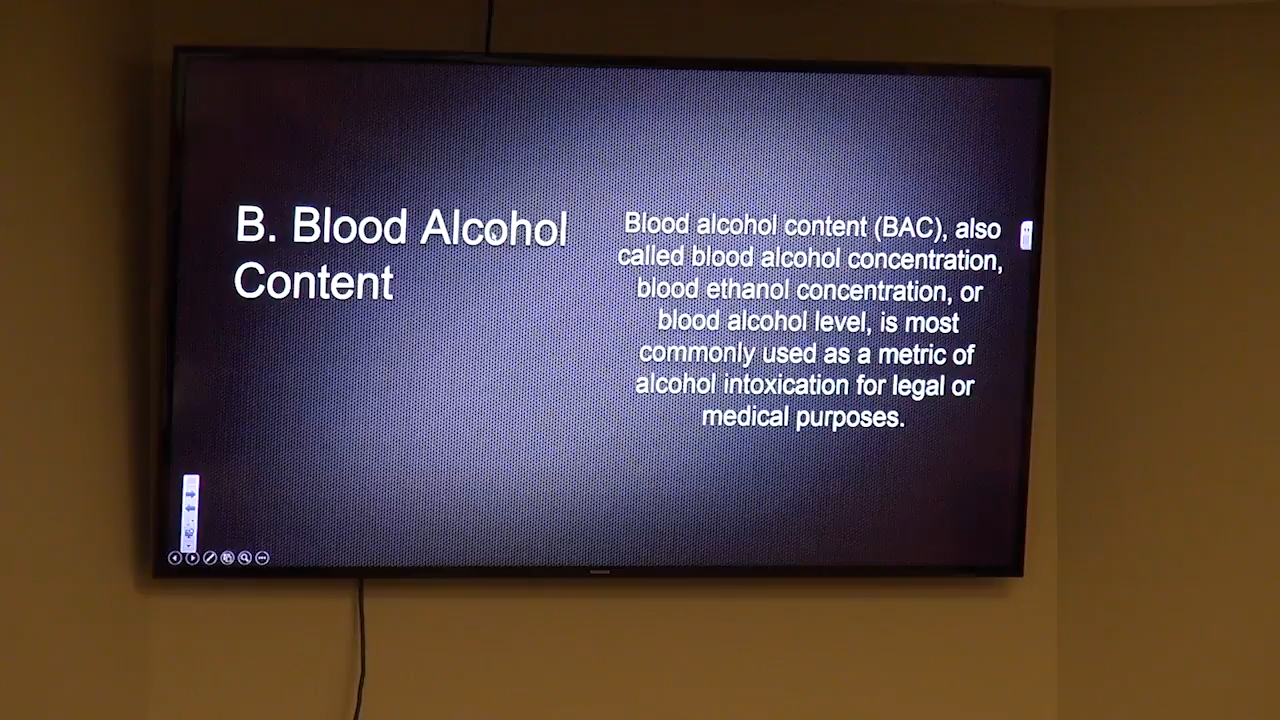 B. Blood Alcohol
Content
Blood alcohol content (BAC), also
called blood alcohol concentration,
blood ethanol concentration, or
blood alcohol level, is most
commonly used as a metric of
alcohol intoxication for legal or
medical purposes.